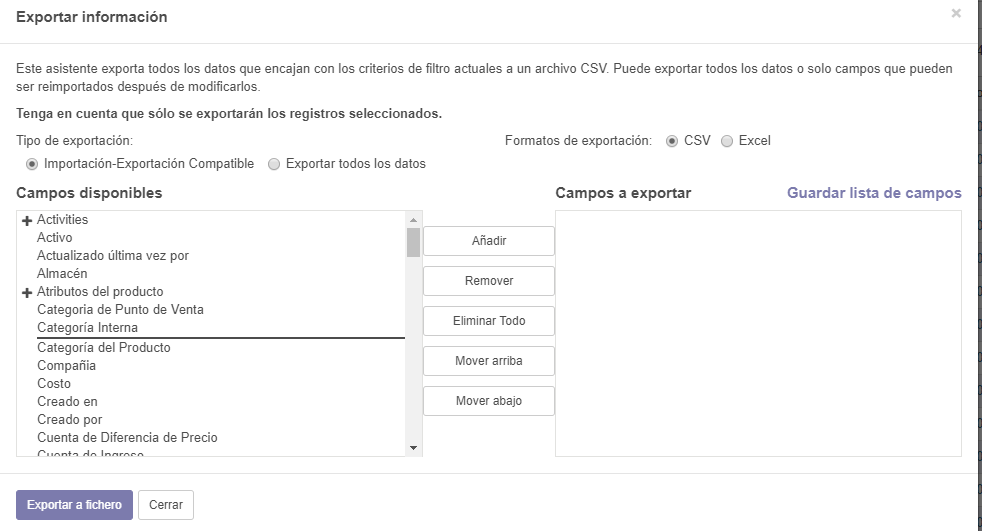 Exportar información
×
Este asistente exporta todos los datos que encajan con los criterios de filtro actuales a un archivo CSV. Puede exportar todos los datos o solo campos que pueden
ser reimportados después de modificarlos.
Tenga en cuenta que sólo se exportarán los registros seleccionados.
Tipo de exportación:
Formatos de exportación: CSV Excel
Importación-Exportación Compatible Exportar todos los datos
Campos disponibles
Campos a exportar
Guardar lista de campos
Activities
Activo
Actualizado última vez por
Almacén
Atributos del producto
Categoria de Punto de Venta
Categoría Interna
Categoría del Producto
Compañia
Costo
Creado en
Creado por
Cuenta de Diferencia de Precio
Cuenta de Ingreso
Añadir
Remover
Eliminar Todo
Mover arriba
Mover abajo
Exportar a fichero
Cerrar